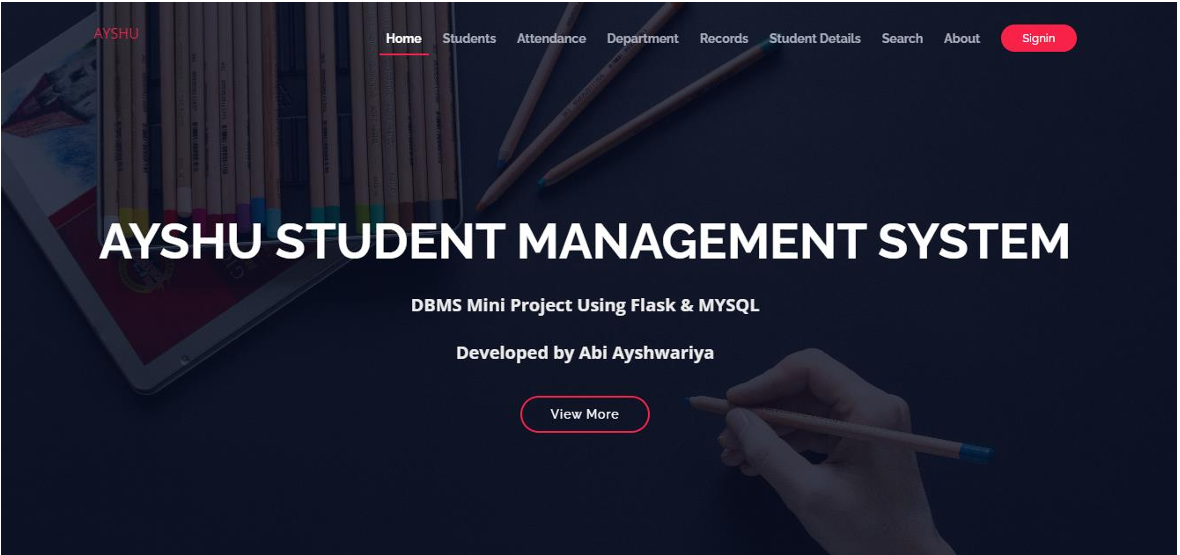 AYSHU
Home Students Attendance Department Records Student Details Search About Signin
AYSHU STUDENT MANAGEMENT SYSTEM
DBMS Mini Project Using Flask & MYSQL
Developed by Abi Ayshwariya
View More